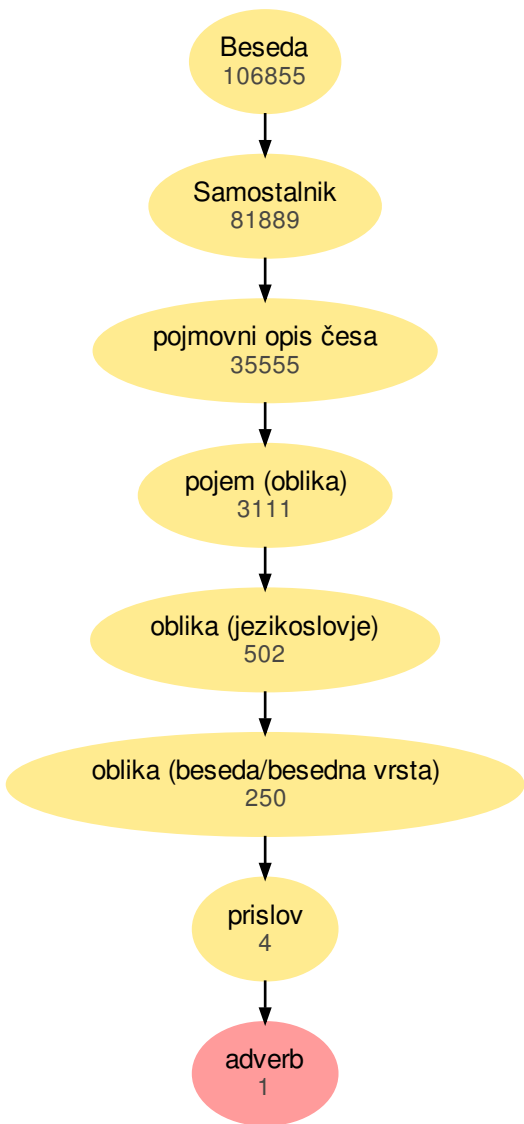 Beseda
106855
Samostalnik
81889
pojmovni opis česa
35555
pojem (oblika)
3111
oblika (jezikoslovje)
502
oblika (beseda/besedna vrsta)
250
prislov
4
adverb
1